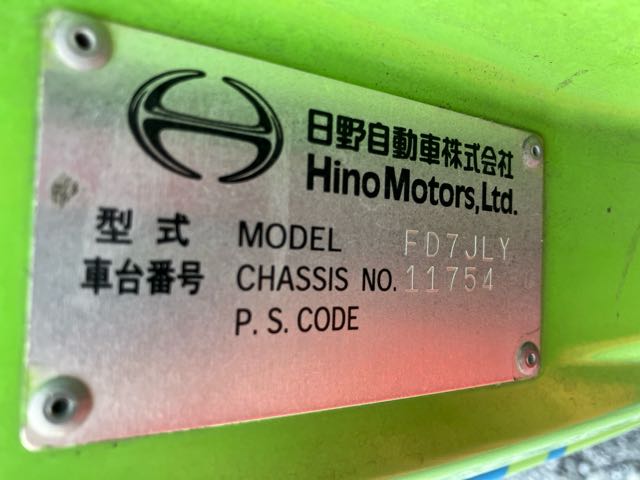 日野自動車株式会社
Hino Motors, Ltd.
型式 MODEL FD7JLY
車台番号 CHASSIS NO. 11754
P. S. CODE